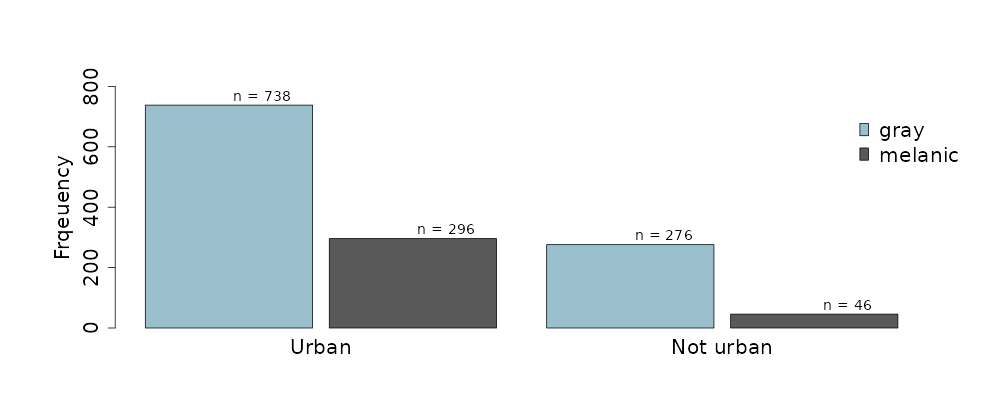 Frqeuency
800
600
400
200
0
n = 738
n = 296
n = 276
n = 46
Urban
Not urban
gray
melanic